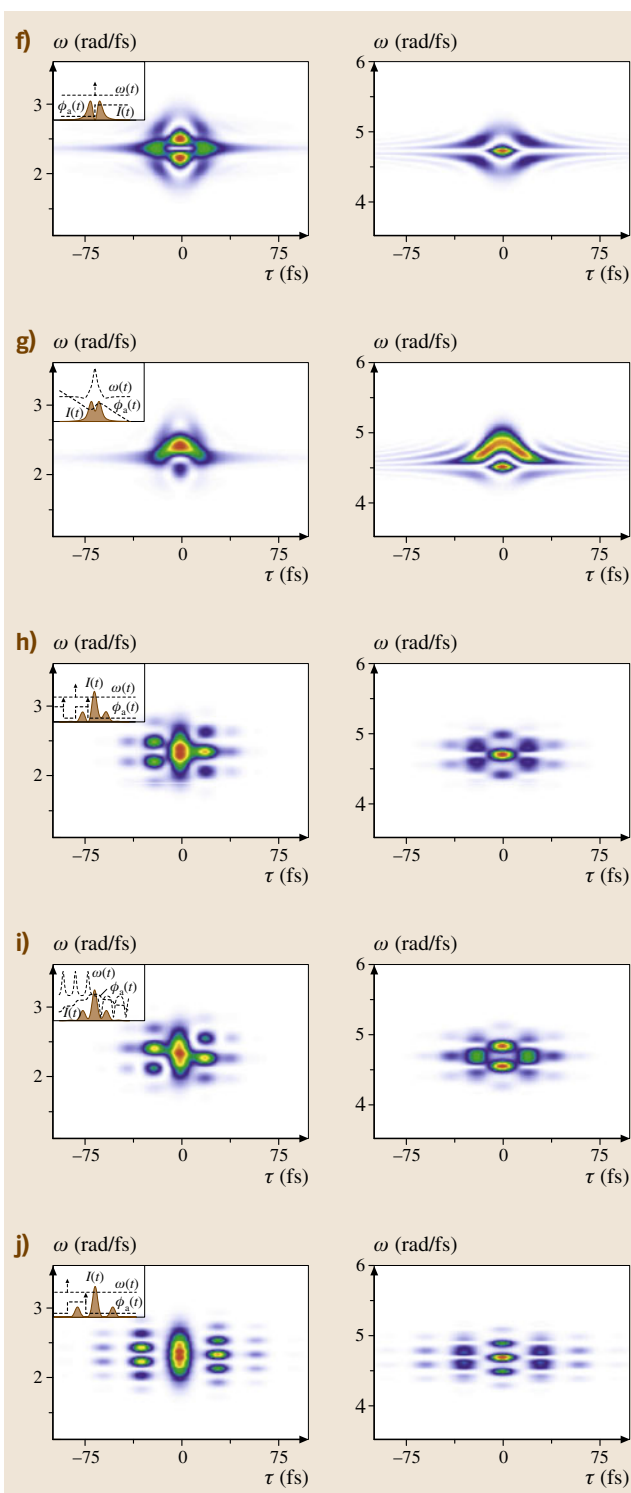 f) ω (rad/fs) ω (rad/fs)
6
3 ω(t)
ϕa(t) I(t)
5
2
4
−75 0 75 −75 0 75
τ (fs) τ (fs)
g) ω (rad/fs) ω (rad/fs)
6
3 ω(t)
I(t) ϕa(t)
5
2
4
−75 0 75 −75 0 75
τ (fs) τ (fs)
h) ω (rad/fs) ω (rad/fs)
6
I(t) ω(t)
3 ϕa(t)
5
2
4
−75 0 75 −75 0 75
τ (fs) τ (fs)
i) ω (rad/fs) ω (rad/fs)
6
ω(t)
ϕa(t)
3 I(t)
5
2
4
−75 0 75 −75 0 75
τ (fs) τ (fs)
j) ω (rad/fs) ω (rad/fs)
6
I(t) ω(t)
3 ϕa(t)
5
2
4
−75 0 75 −75 0 75
τ (fs) τ (fs)